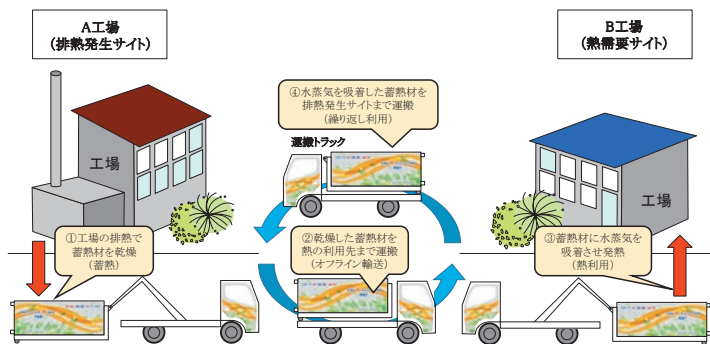 A工場
(排熱発生サイト)
B工場
(熱需要サイト)
④水蒸気を吸着した蓄熱材を
排熱発生サイトまで運搬
(繰り返し利用)
運搬トラック
工場
工場
①工場の排熱で
蓄熱材を乾燥
(蓄熱)
②乾燥した蓄熱材を
熱の利用先まで運搬
(オフライン輸送)
③蓄熱材に水蒸気を
吸着させ発熱
(熱利用)